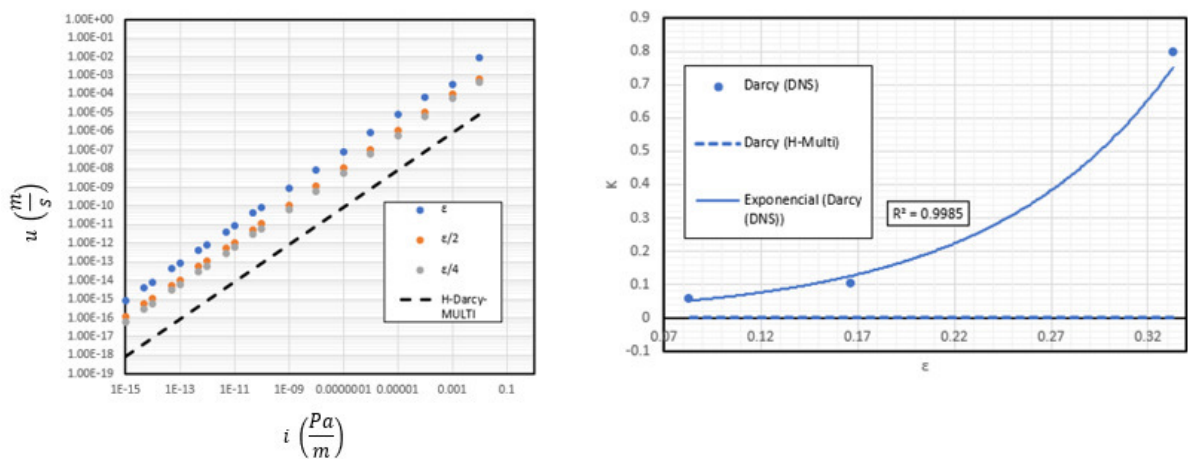 1.00E+00
1.00E-01
1.00E-02
1.00E-03
1.00E-04
1.00E-05
1.00E-06
1.00E-07
1.00E-08
1.00E-09
1.00E-10
1.00E-11
1.00E-12
1.00E-13
1.00E-14
1.00E-15
1.00E-16
1.00E-17
1.00E-18
1.00E-19
u (m/s)
ε
ε/2
ε/4
H-Darcy-
MULTI
1E-15 1E-13 1E-11 1E-09 0.0000001 0.00001 0.001 0.1
i (Pa/m)
0.9
0.8
0.7
0.6
0.5
0.4
0.3
0.2
0.1
0
-0.1
K
Darcy (DNS)
Darcy (H-Multi)
Exponencial (Darcy
(DNS))
R² = 0.9985
0.07 0.12 0.17 0.22 0.27 0.32
ε